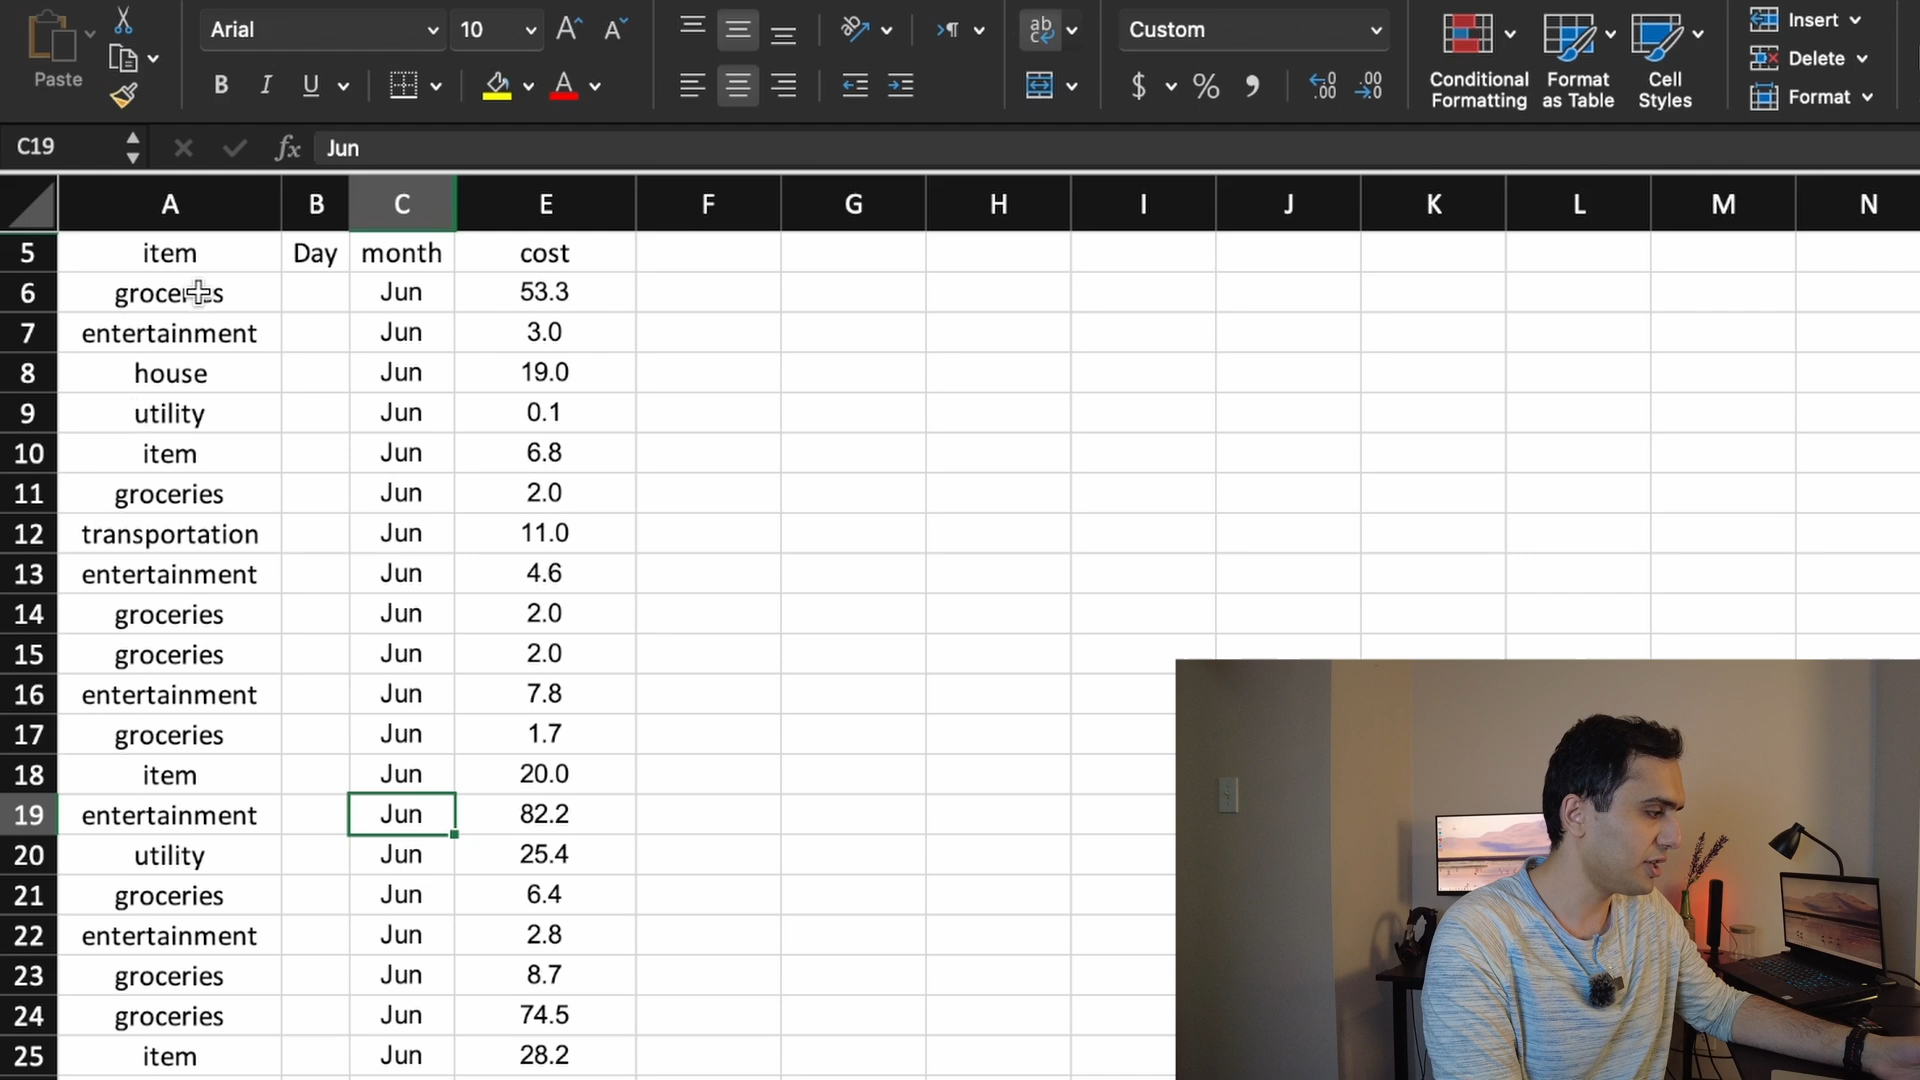 Paste
Arial
10
B I U
ab
c
$ % ,
Custom
Conditional
Formatting
Format
as Table
Cell
Styles
Insert
Delete
Format
C19
fx
Jun
A B C E F G H I J K L M N
5 item Day month cost
6 groceries Jun 53.3
7 entertainment Jun 3.0
8 house Jun 19.0
9 utility Jun 0.1
10 item Jun 6.8
11 groceries Jun 2.0
12 transportation Jun 11.0
13 entertainment Jun 4.6
14 groceries Jun 2.0
15 groceries Jun 2.0
16 entertainment Jun 7.8
17 groceries Jun 1.7
18 item Jun 20.0
19 entertainment Jun 82.2
20 utility Jun 25.4
21 groceries Jun 6.4
22 entertainment Jun 2.8
23 groceries Jun 8.7
24 groceries Jun 74.5
25 item Jun 28.2